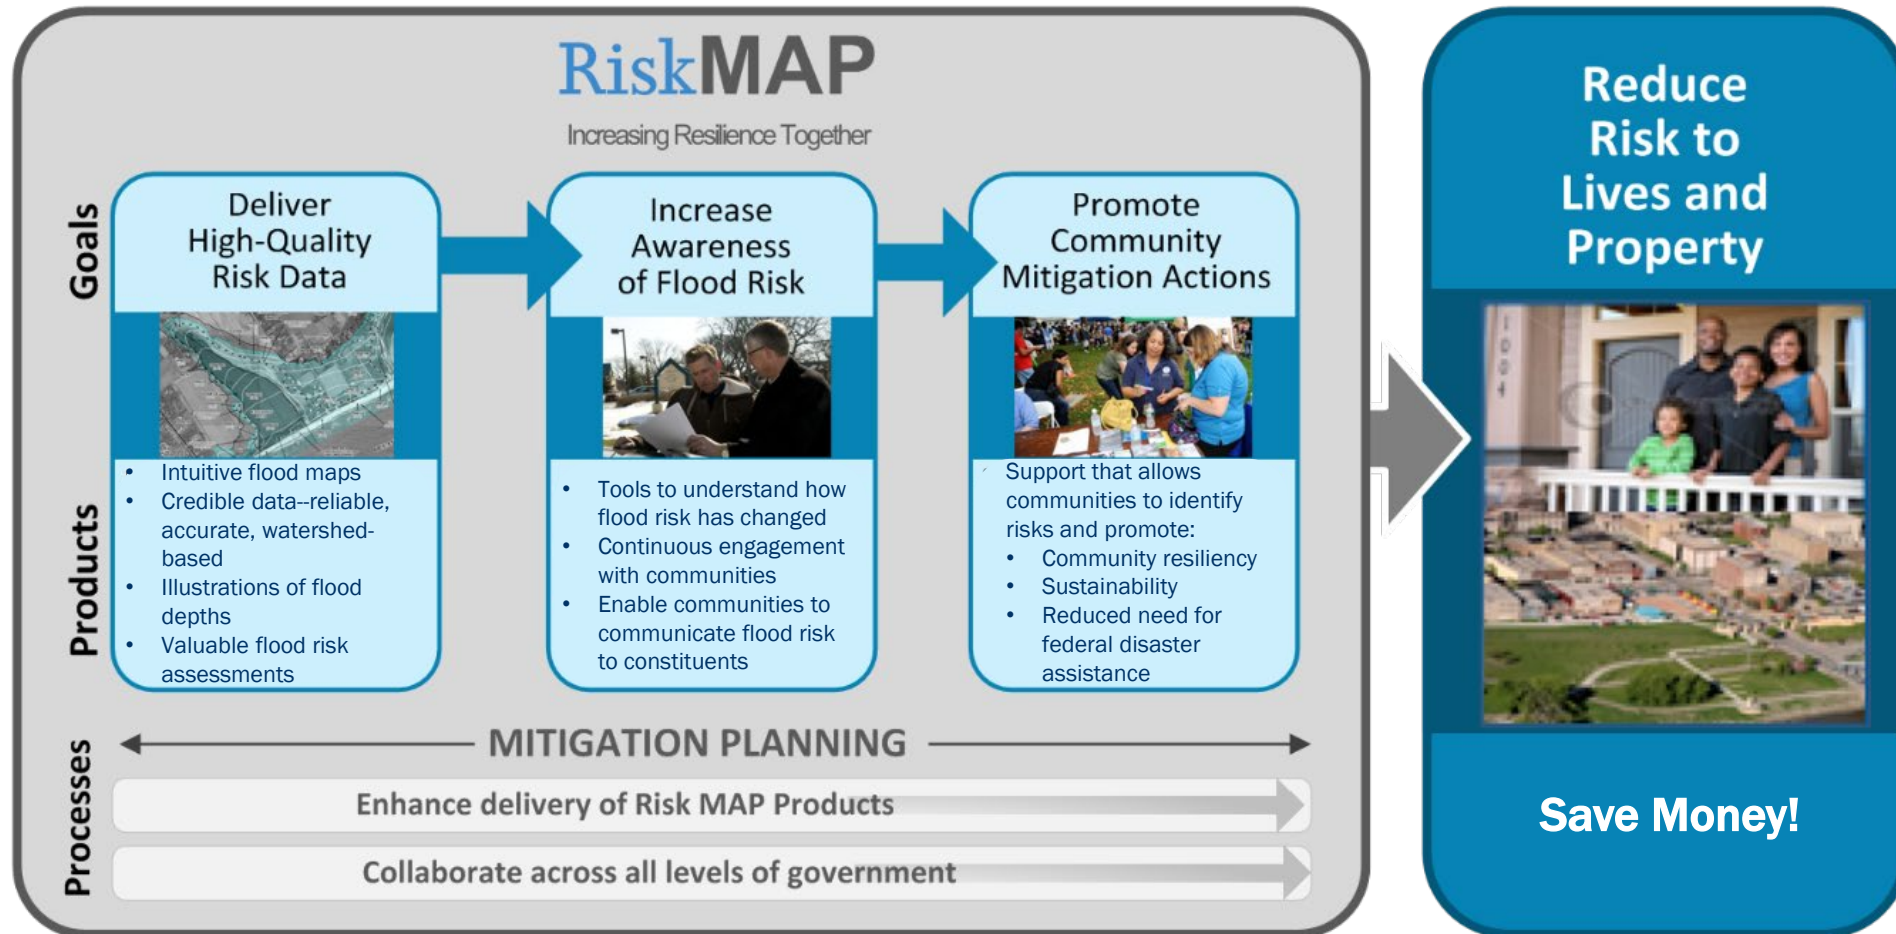 RiskMAP
Increasing Resilience Together
Goals
Deliver
High-Quality
Risk Data
Increase
Awareness
of Flood Risk
Promote
Community
Mitigation Actions
Products
• Intuitive flood maps
• Credible data--reliable,
accurate, watershed-
based
• Illustrations of flood
depths
• Valuable flood risk
assessments
• Tools to understand how
flood risk has changed
• Continuous engagement
with communities
• Enable communities to
communicate flood risk
to constituents
Support that allows
communities to identify
risks and promote:
• Community resiliency
• Sustainability
• Reduced need for
federal disaster
assistance
Processes
MITIGATION PLANNING
Enhance delivery of Risk MAP Products
Collaborate across all levels of government
Reduce
Risk to
Lives and
Property
1004
Save Money!